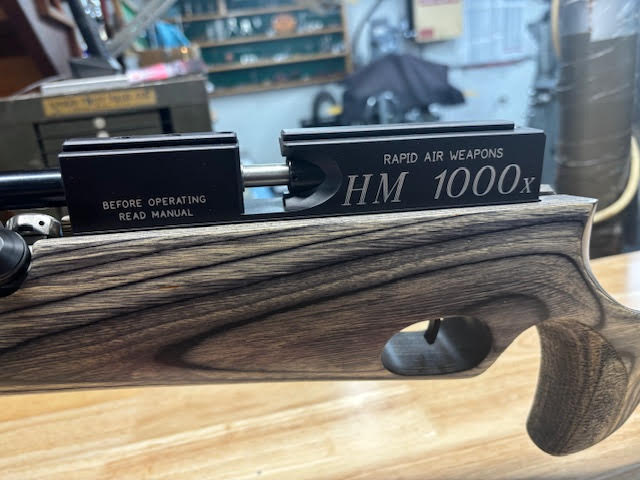 RAPID AIR WEAPONS
HM 1000x
BEFORE OPERATING
READ MANUAL